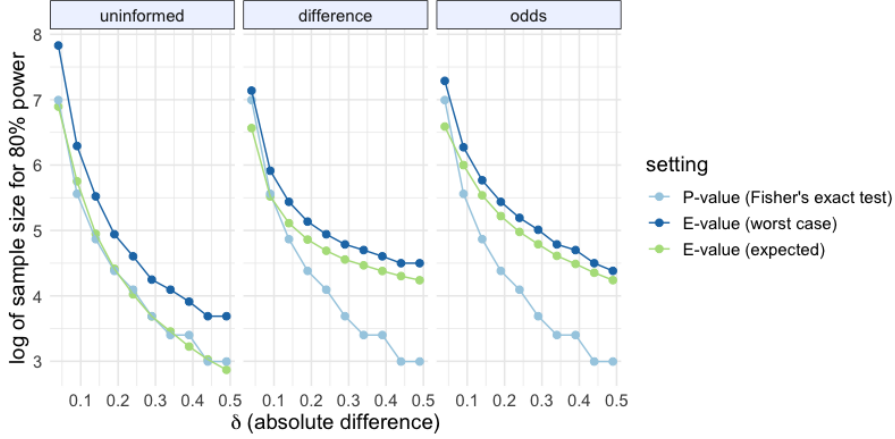 uninformed
difference
odds
log of sample size for 80% power
8
7
6
5
4
3
0.1 0.2 0.3 0.4 0.5
0.1 0.2 0.3 0.4 0.5
0.1 0.2 0.3 0.4 0.5
δ (absolute difference)
setting
P-value (Fisher's exact test)
E-value (worst case)
E-value (expected)